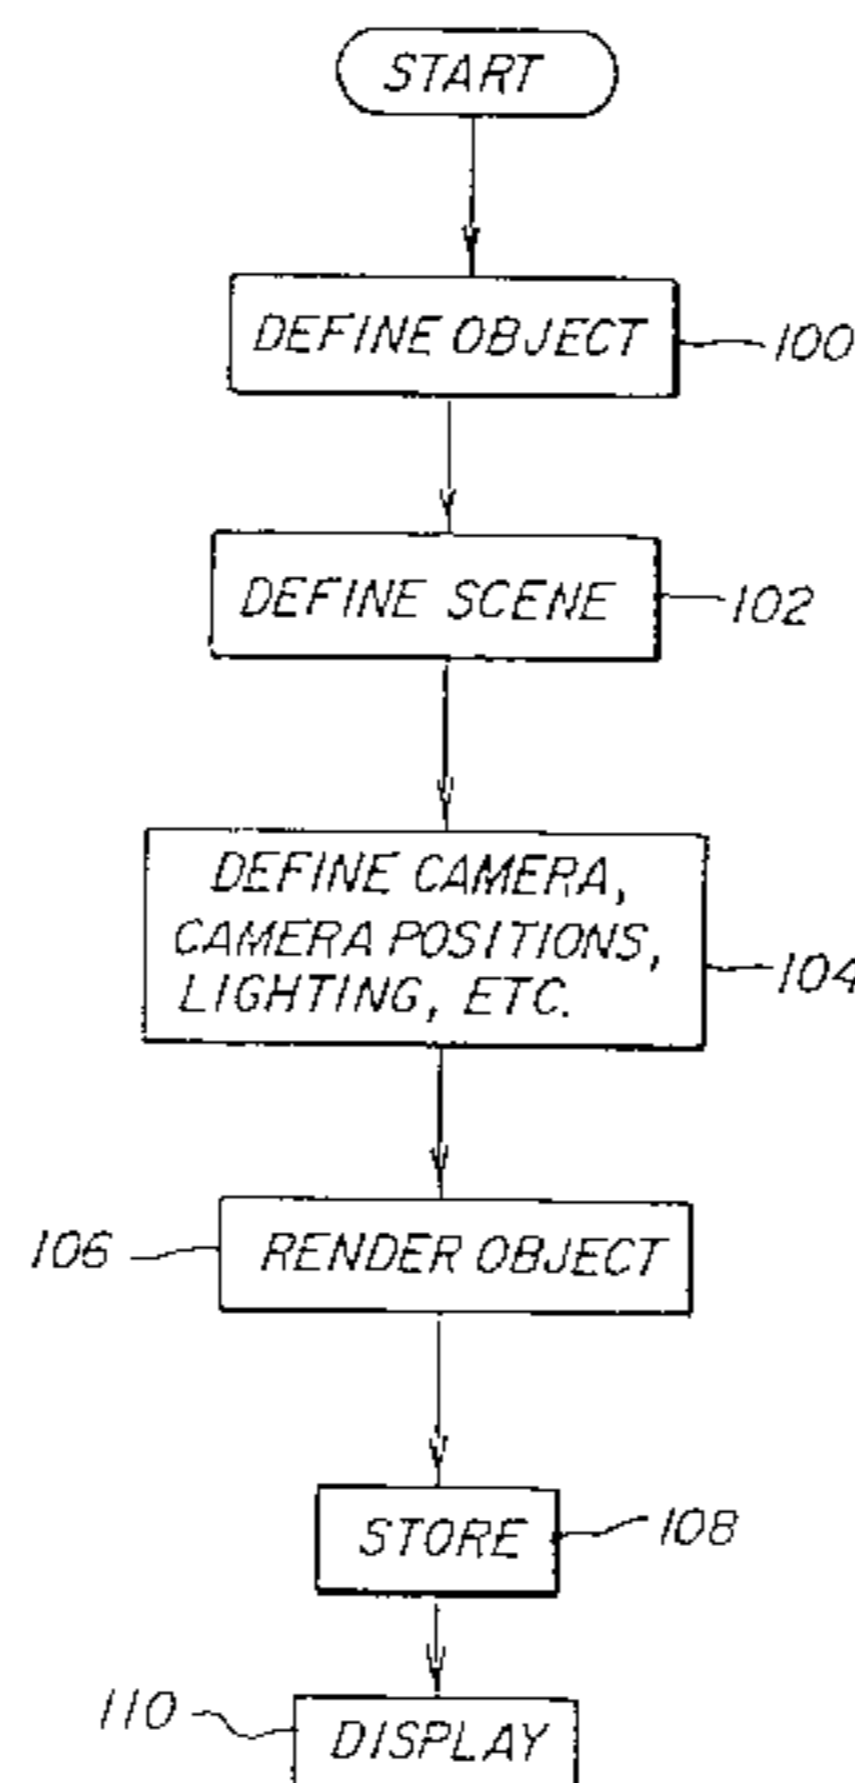 START
DEFINE OBJECT
100
DEFINE SCENE
102
DEFINE CAMERA,
CAMERA POSITIONS,
LIGHTING, ETC.
104
106
RENDER OBJECT
STORE
108
110
DISPLAY